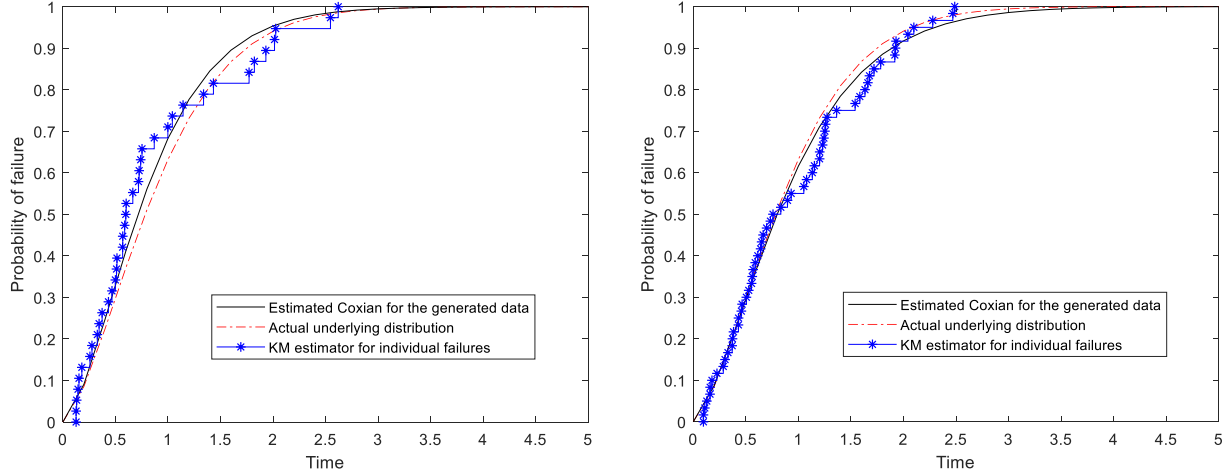 1
0.9
0.8
0.7
0.6
0.5
0.4
0.3
0.2
0.1
0
Probability of failure
Estimated Coxian for the generated data
Actual underlying distribution
KM estimator for individual failures
0 0.5 1 1.5 2 2.5 3 3.5 4 4.5 5
Time
1
0.9
0.8
0.7
0.6
0.5
0.4
0.3
0.2
0.1
0
Probability of failure
Estimated Coxian for the generated data
Actual underlying distribution
KM estimator for individual failures
0 0.5 1 1.5 2 2.5 3 3.5 4 4.5 5
Time